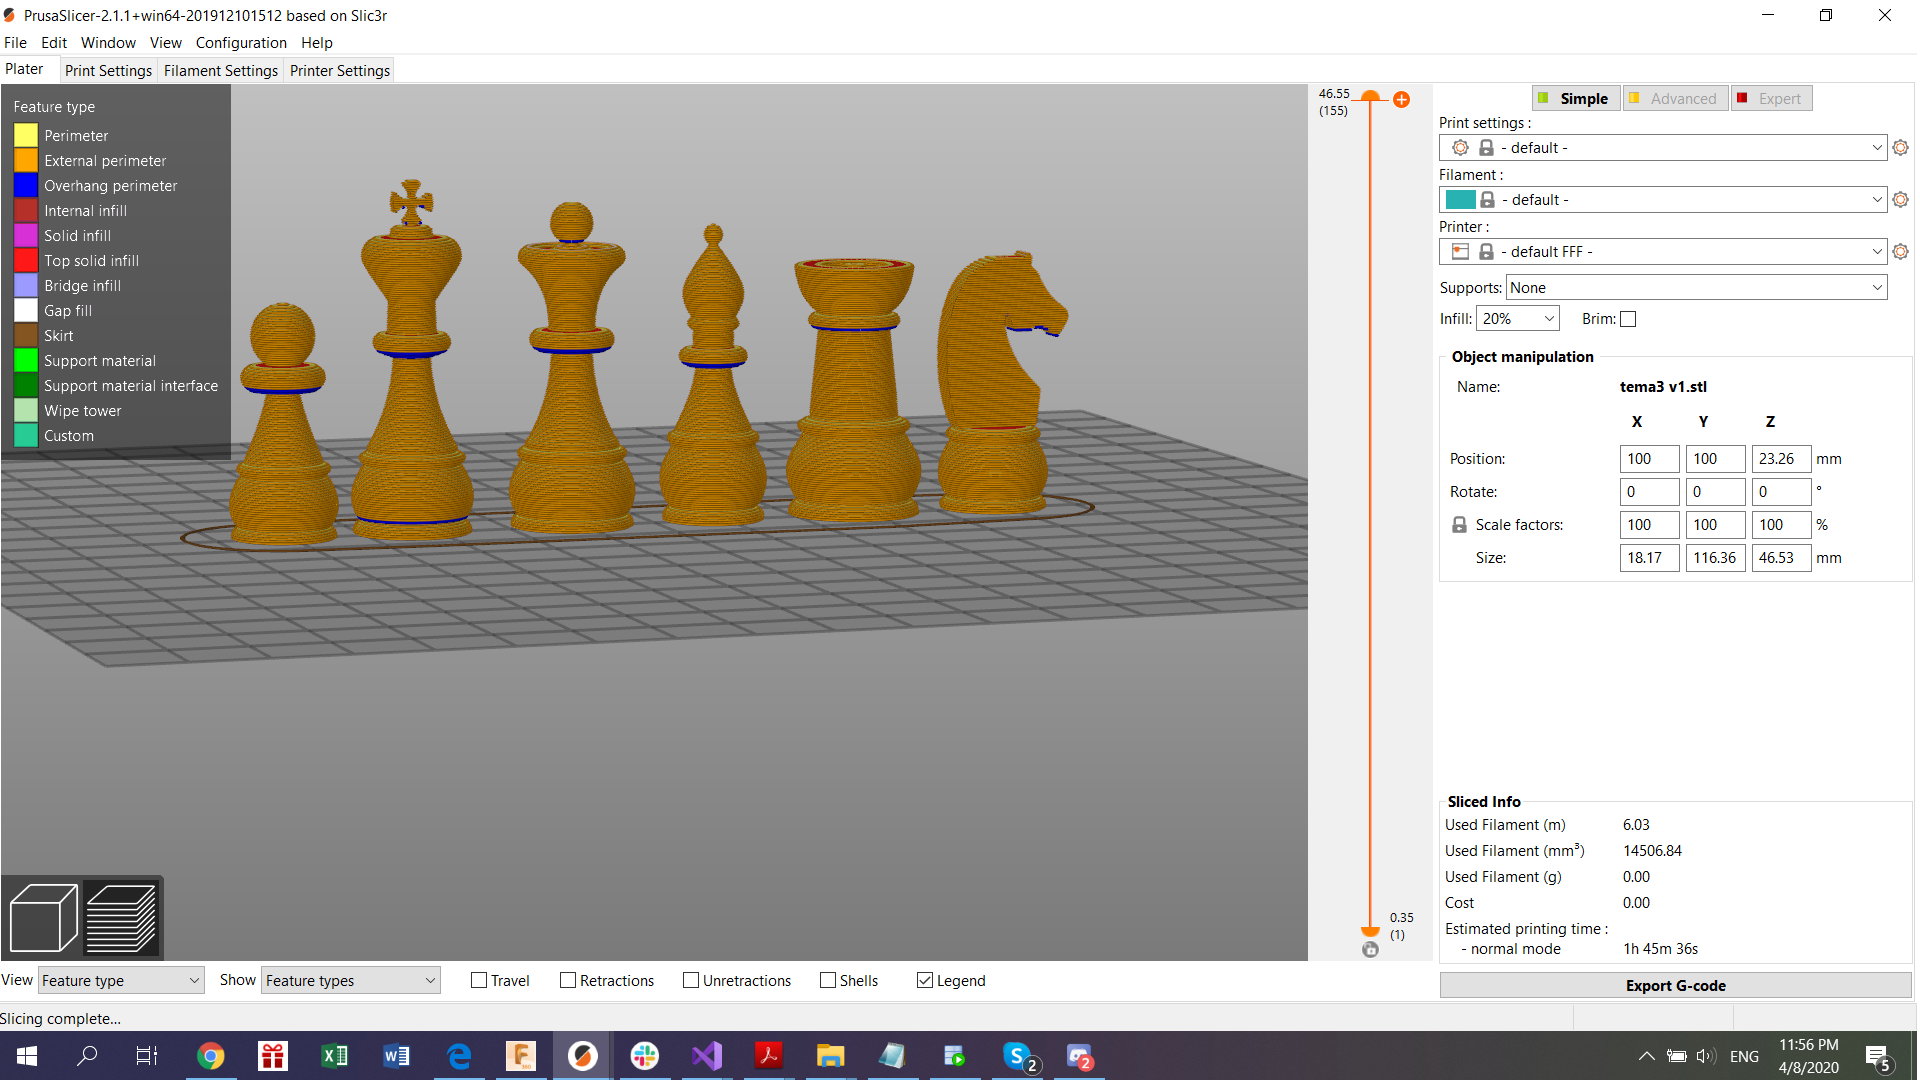 PrusaSlicer-2.1.1+win64-201912101512 based on Slic3r
File Edit Window View Configuration Help
Plater Print Settings Filament Settings Printer Settings
Feature type
Perimeter
External perimeter
Overhang perimeter
Internal infill
Solid infill
Top solid infill
Bridge infill
Gap fill
Skirt
Support material
Support material interface
Wipe tower
Custom
46.55
(155)
0.35
(1)
Simple Advanced Expert
Print settings :
- default -
Filament :
- default -
Printer :
- default FFF -
Supports: None
Infill: 20% Brim:
Object manipulation
Name: tema3 v1.stl
X Y Z
Position: 100 100 23.26 mm
Rotate: 0 0 0 °
Scale factors: 100 100 100 %
Size: 18.17 116.36 46.53 mm
Sliced Info
Used Filament (m) 6.03
Used Filament (mm³) 14506.84
Used Filament (g) 0.00
Cost 0.00
Estimated printing time :
- normal mode 1h 45m 36s
Export G-code
View Feature type Show Feature types Travel Retractions Unretractions Shells Legend
Slicing complete...
ENG
11:56 PM
4/8/2020
2
2
5